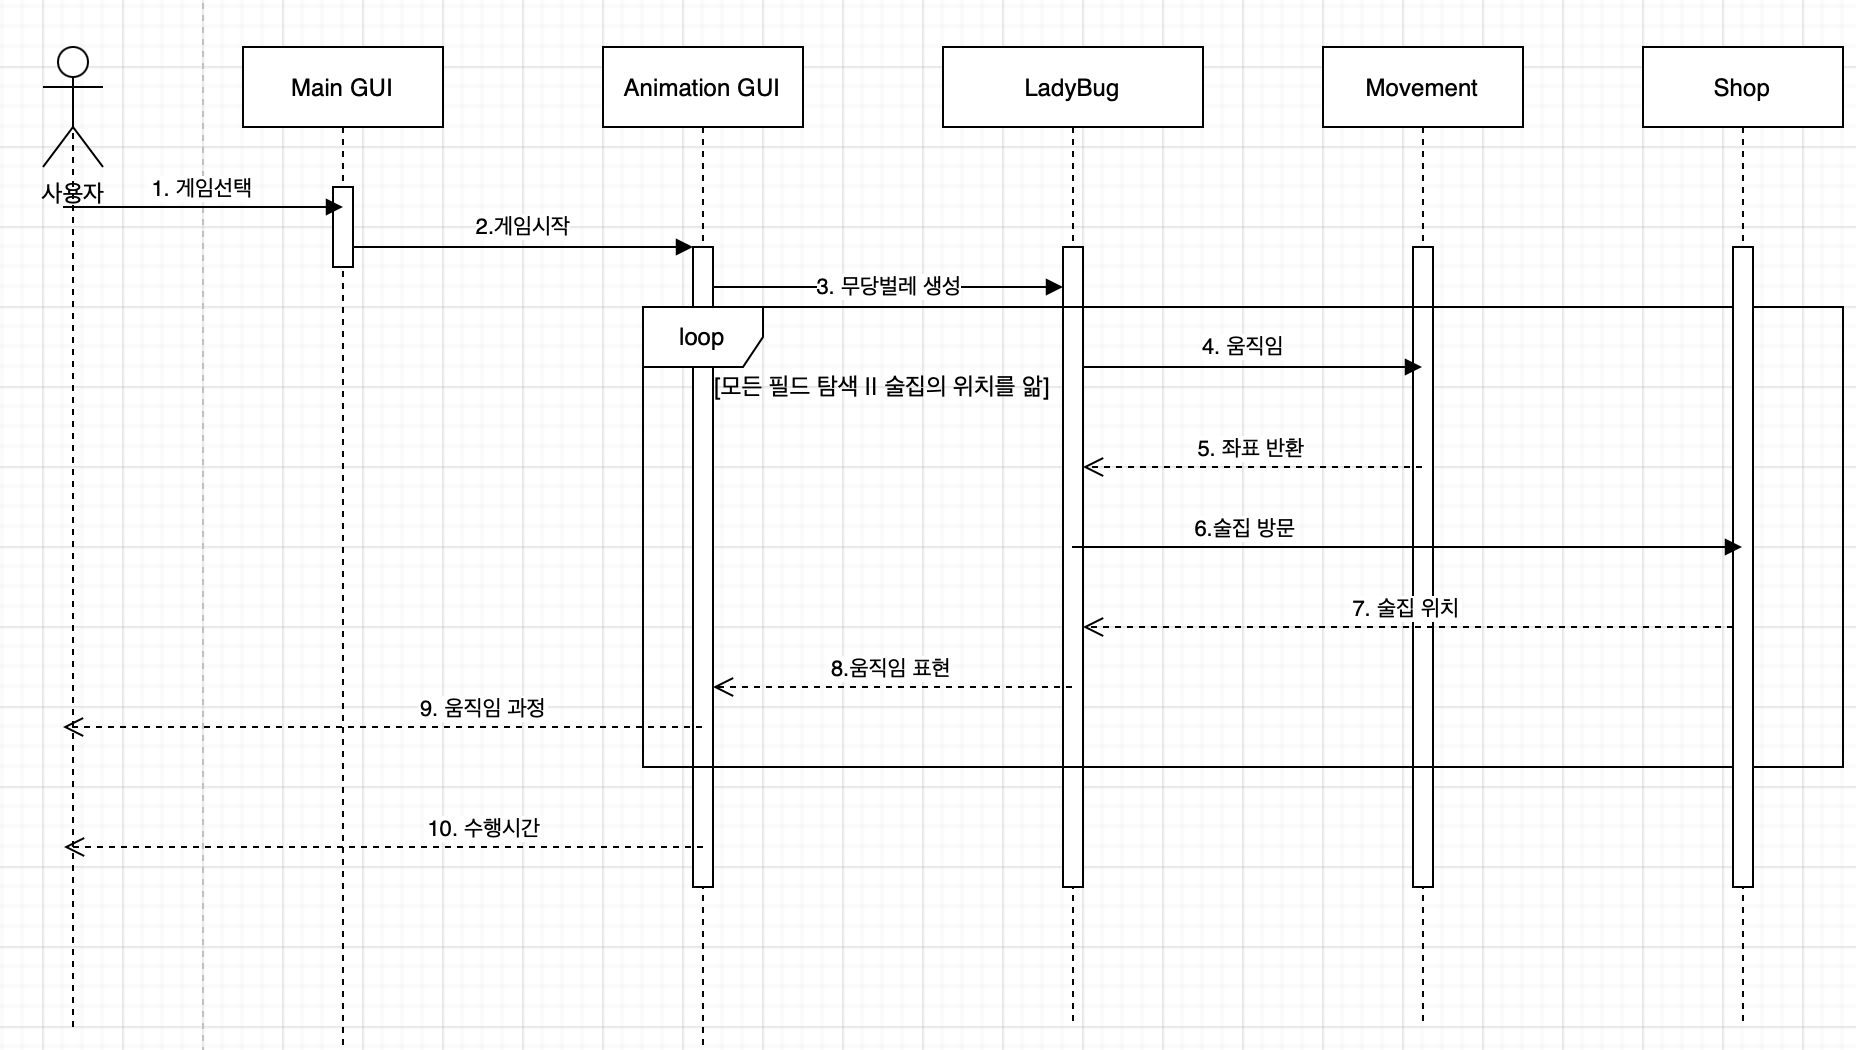 Main GUI
Animation GUI
LadyBug
Movement
Shop
사용자
1. 게임선택
2.게임시작
3. 무당벌레 생성
loop
4. 움직임
[모든 필드 탐색 II 술집의 위치를 앎]
5. 좌표 반환
6.술집 방문
7. 술집 위치
8.움직임 표현
9. 움직임 과정
10. 수행시간